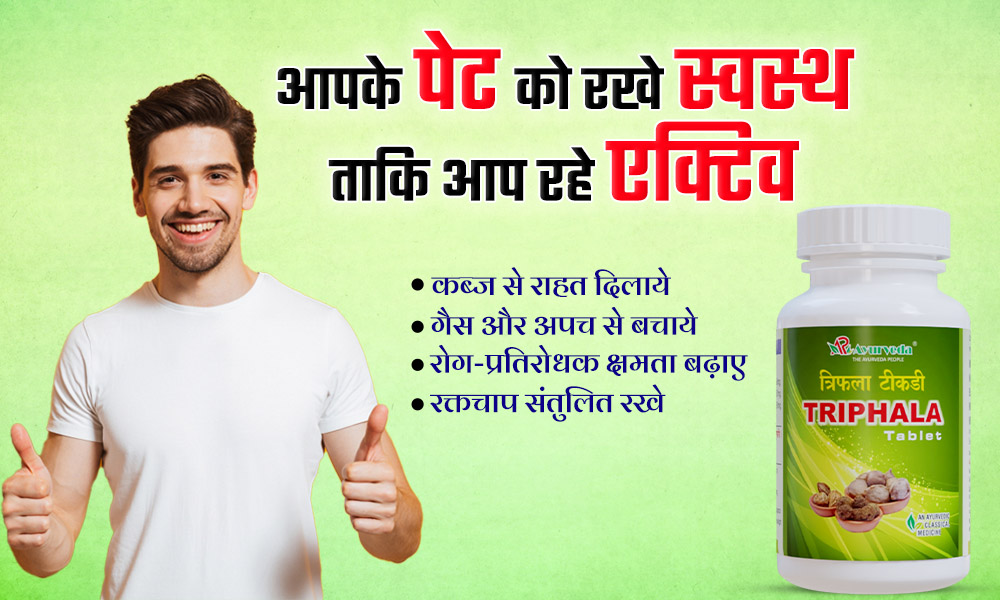 आपके पेट को रखे स्वस्थ
ताकि आप रहे एक्टिव
• कब्ज से राहत दिलाये
• गैस और अपच से बचाये
• रोग-प्रतिरोधक क्षमता बढ़ाए
• रक्तचाप संतुलित रखे
Ayurveda®
THE AYURVEDA PEOPLE
त्रिफला टीकडी
TRIPHALA
Tablet
AN AYURVEDIC
CLASSICAL
MEDICINE